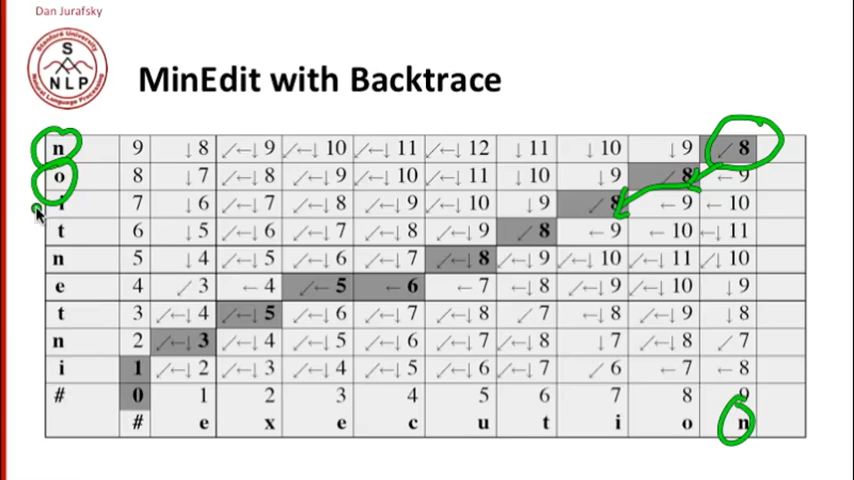 Dan Jurafsky
Stanford University
S
N L P
Natural Language Processing
MinEdit with Backtrace
n 9 ↓ 8 ↙←↓ 9 ↙←↓ 10 ↙←↓ 11 ↙←↓ 12 ↓ 11 ↓ 10 ↓ 9 ↙ 8
o 8 ↓ 7 ↙←↓ 8 ↙←↓ 9 ↙←↓ 10 ↙←↓ 11 ↓ 10 ↓ 9 ↙ 8 ← 9
i 7 ↓ 6 ↙←↓ 7 ↙←↓ 8 ↙←↓ 9 ↙←↓ 10 ↓ 9 ↙ 8 ← 9 ← 10
t 6 ↓ 5 ↙←↓ 6 ↙←↓ 7 ↙←↓ 8 ↙←↓ 9 ↙ 8 ← 9 ← 10 ←↓ 11
n 5 ↓ 4 ↙←↓ 5 ↙←↓ 6 ↙←↓ 7 ↙←↓ 8 ↙←↓ 9 ↙←↓ 10 ↙←↓ 11 ↙↓ 10
e 4 ↙ 3 ← 4 ↙← 5 ← 6 ← 7 ←↓ 8 ↙←↓ 9 ↙←↓ 10 ↓ 9
t 3 ↙←↓ 4 ↙←↓ 5 ↙←↓ 6 ↙←↓ 7 ↙←↓ 8 ↙ 7 ←↓ 8 ↙←↓ 9 ↓ 8
n 2 ↙←↓ 3 ↙←↓ 4 ↙←↓ 5 ↙←↓ 6 ↙←↓ 7 ↙←↓ 8 ↓ 7 ↙←↓ 8 ↙ 7
i 1 ↙←↓ 2 ↙←↓ 3 ↙←↓ 4 ↙←↓ 5 ↙←↓ 6 ↙←↓ 7 ↙ 6 ← 7 ← 8
# 0 1 2 3 4 5 6 7 8 9
# e x e c u t i o n